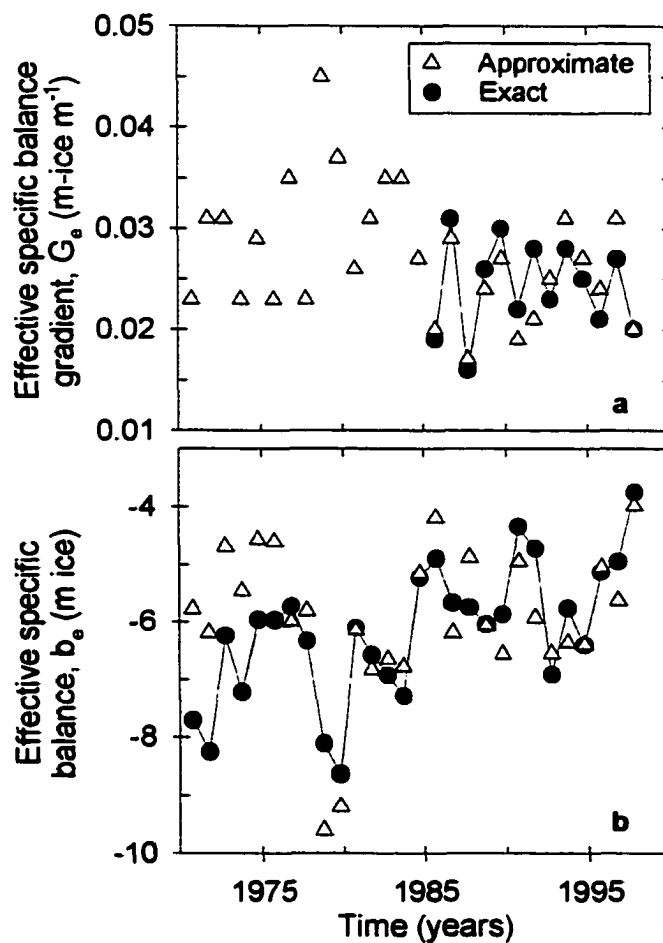 0.05
0.04
0.03
0.02
0.01
Effective specific balance
gradient, Gₑ (m-ice m⁻¹)
Approximate
Exact
a
-4
-6
-8
-10
Effective specific
balance, bₑ (m ice)
b
1975
1985
1995
Time (years)